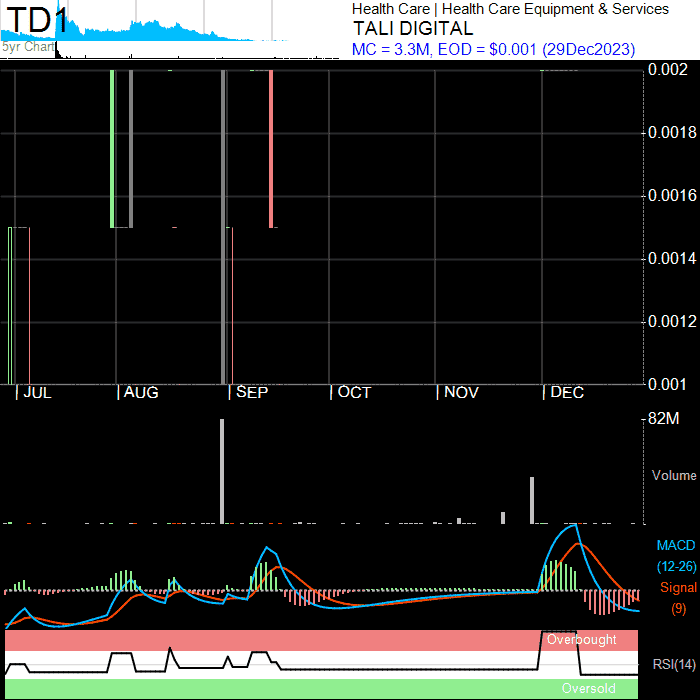 TD1
5yr Chart
Health Care | Health Care Equipment & Services
TALI DIGITAL
MC = 3.3M, EOD = $0.001 (29Dec2023)
0.002
0.0018
0.0016
0.0014
0.0012
0.001
JUL AUG SEP OCT NOV DEC
82M
Volume
MACD
(12-26)
Signal
(9)
Overbought
RSI(14)
Oversold